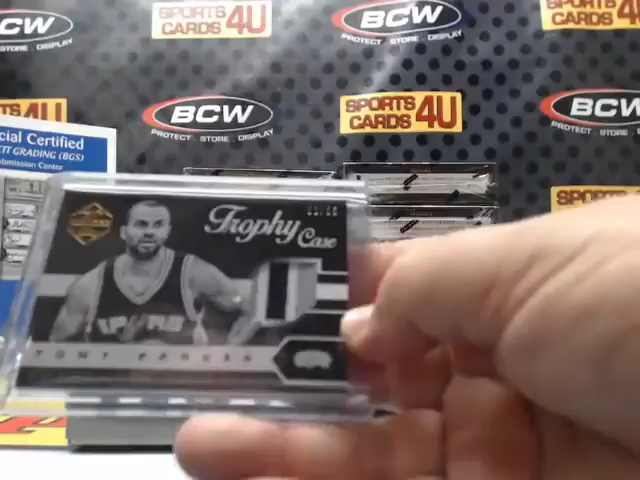 BCW
PROTECT . STORE . DISPLAY
SPORTS
CARDS 4U
BCW
PROTECT . STORE . DISPLAY
SPORTS
CARDS 4U
4U
BCW
PROTECT . STORE . DISPLAY
SPORTS
CARDS 4U
BCW
PROTECT . STORE . DISPLAY
cial Certified
TT GRADING (BGS)
bmission Center
SPORTS
CARDS
Trophy
Case
SPURS
TONY PARKER